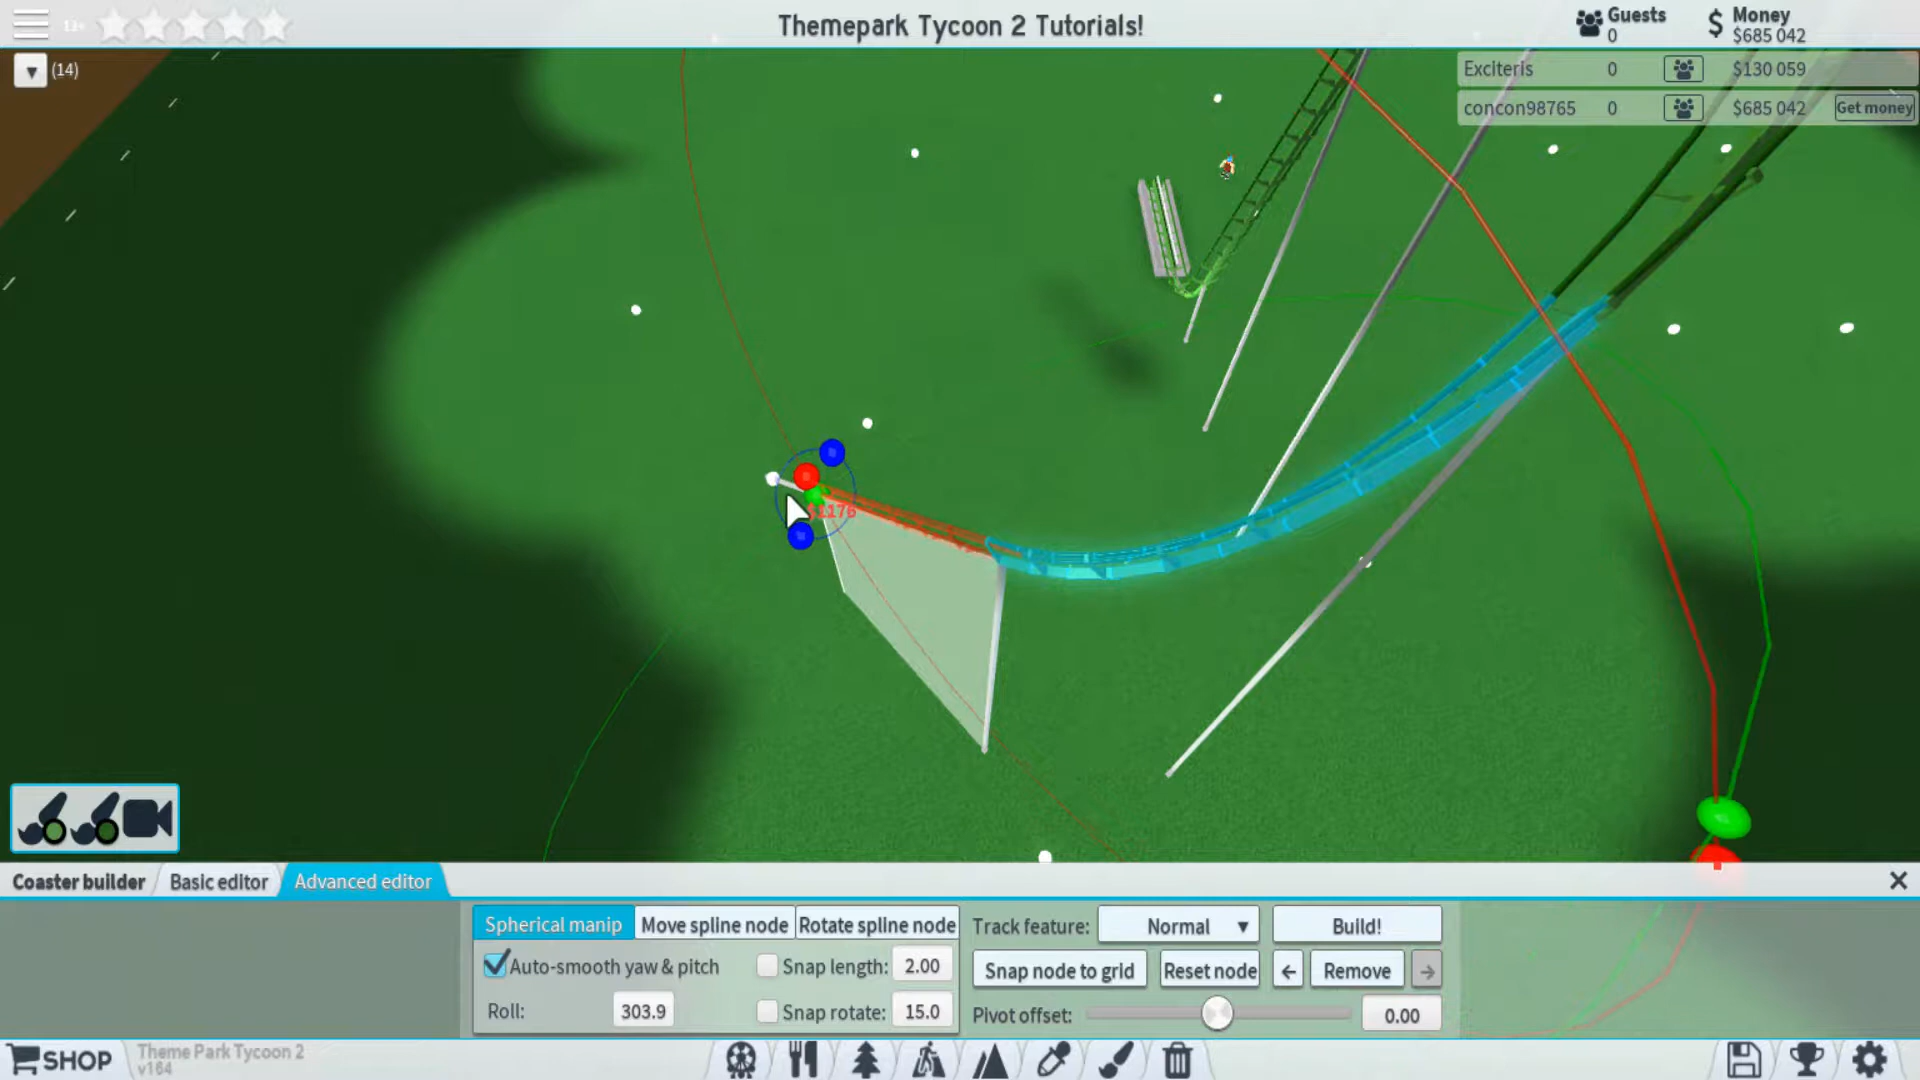 13+
Themepark Tycoon 2 Tutorials!
Guests
0
Money
$685 042
(14)
Exciteris 0 $130 059
concon98765 0 $685 042 Get money
$1176
Coaster builder Basic editor Advanced editor
Spherical manip Move spline node Rotate spline node Track feature: Normal Build!
Auto-smooth yaw & pitch Snap length: 2.00 Snap node to grid Reset node ← Remove →
Roll: 303.9 Snap rotate: 15.0 Pivot offset: 0.00
SHOP
Theme Park Tycoon 2
v164